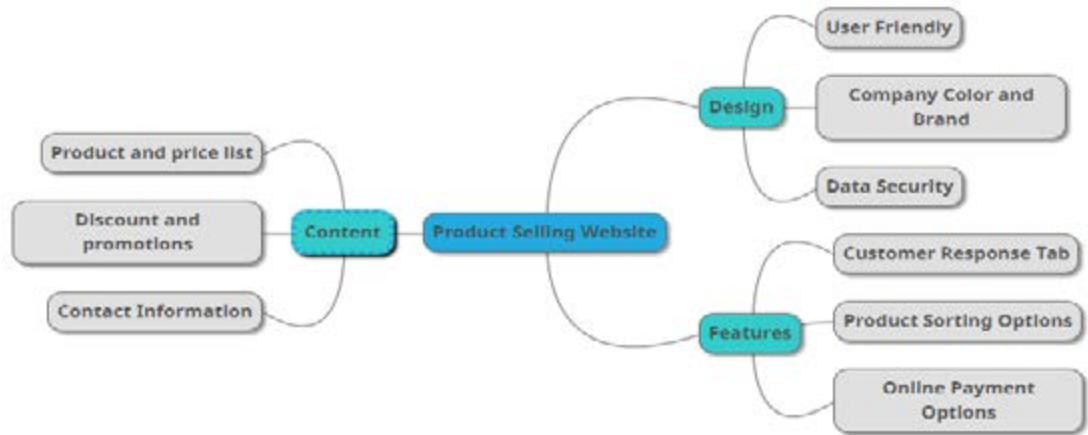 User Friendly
Design
Company Color and
Brand
Data Security
Product and price list
Discount and
promotions
Content
Contact Information
Product Selling Website
Customer Response Tab
Features
Product Sorting Options
Online Payment
Options